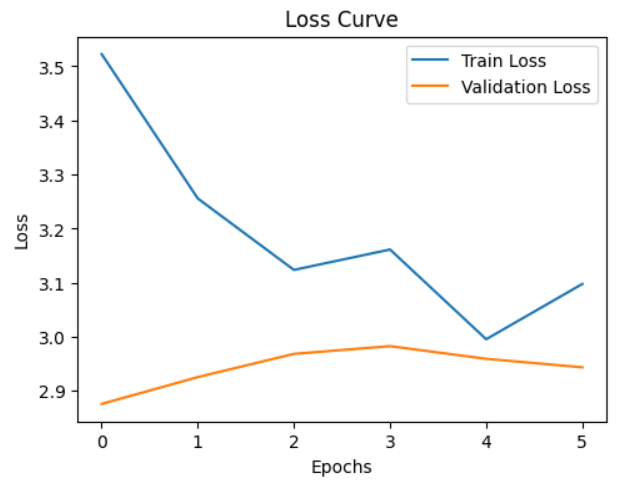 Loss Curve
Train Loss
Validation Loss
Loss
3.5
3.4
3.3
3.2
3.1
3.0
2.9
0 1 2 3 4 5
Epochs